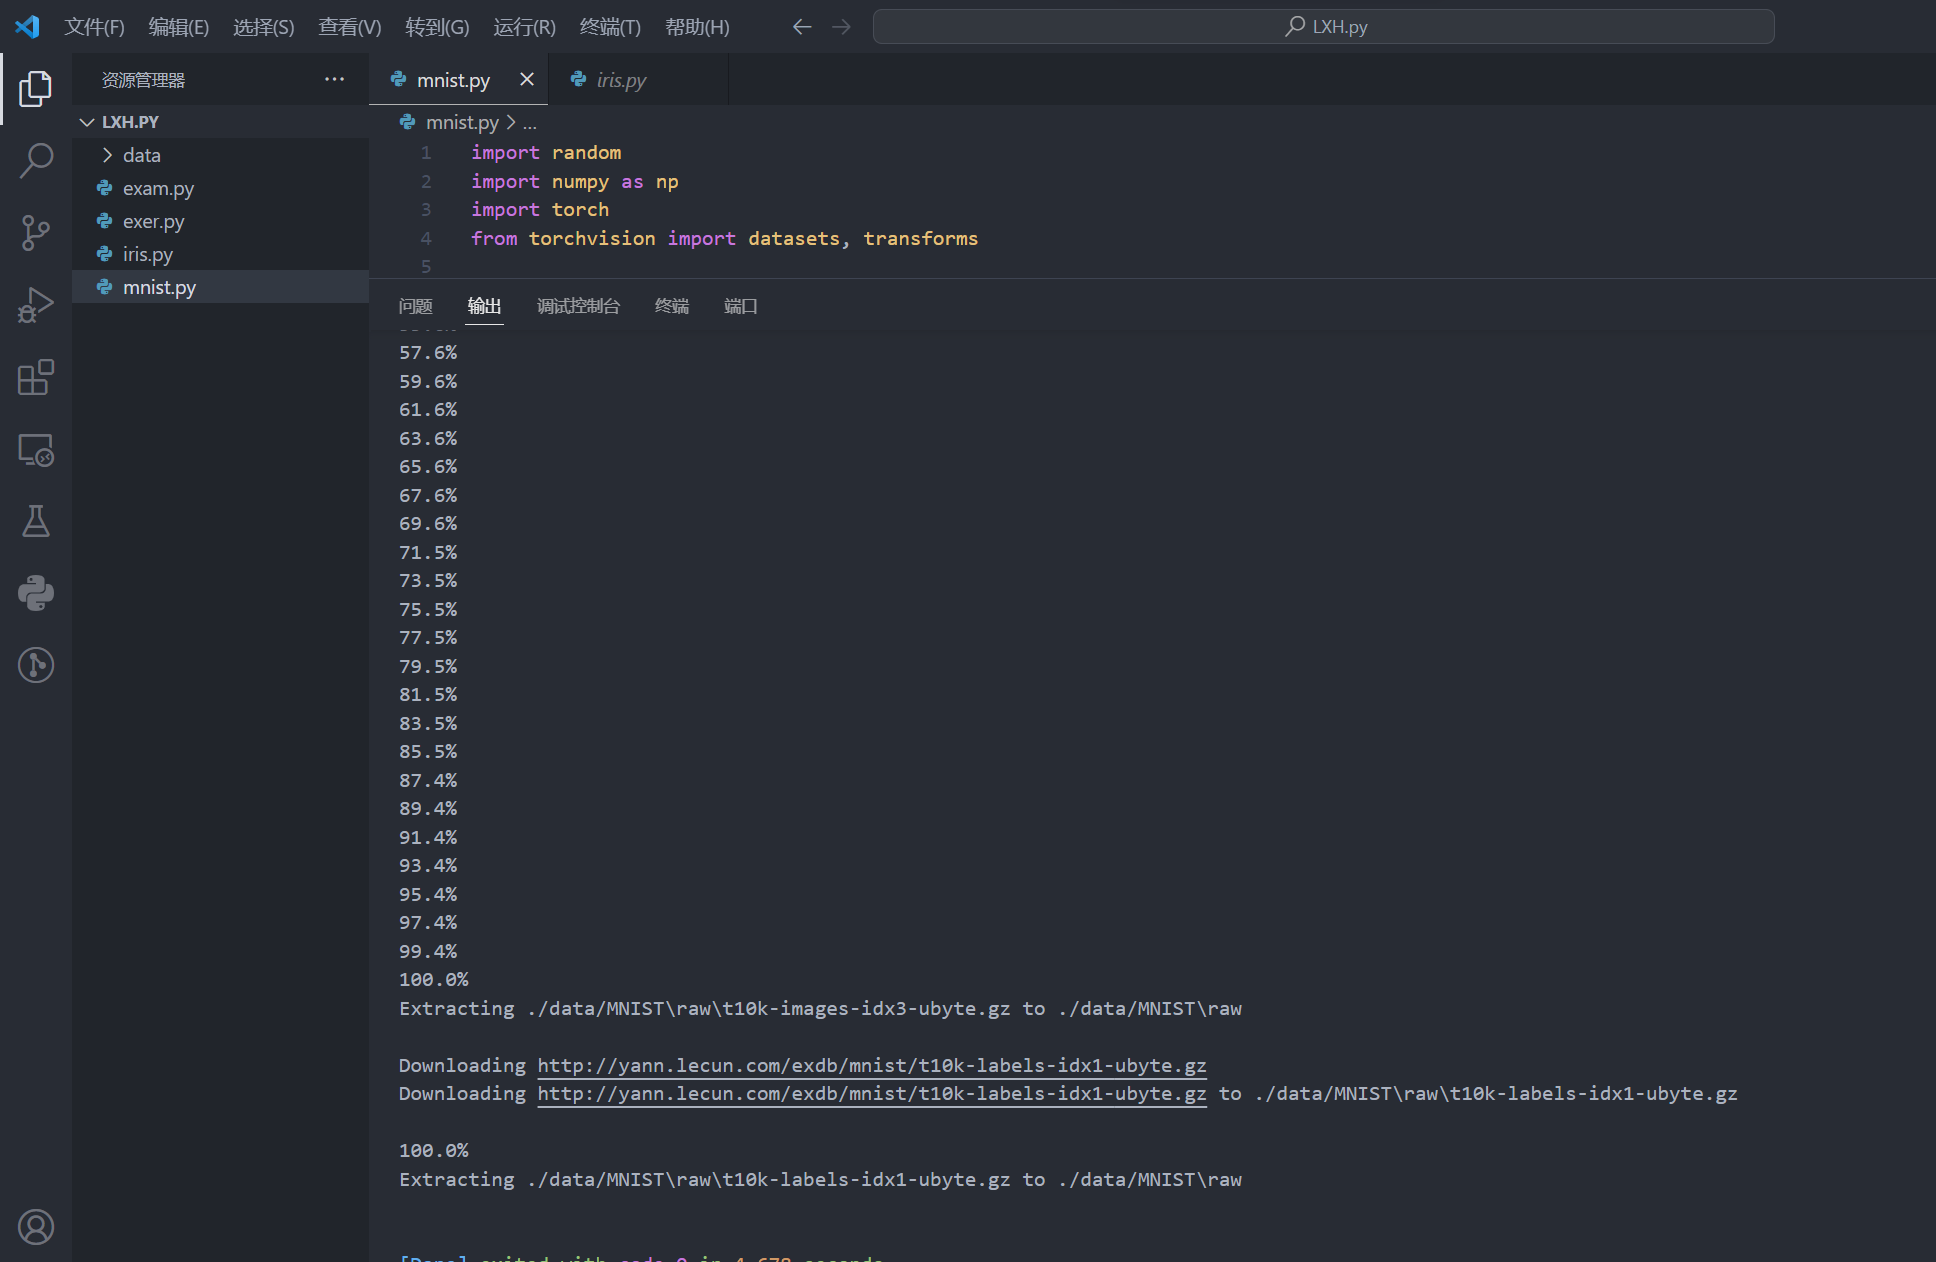 文件(F) 编辑(E) 选择(S) 查看(V) 转到(G) 运行(R) 终端(T) 帮助(H) LXH.py
资源管理器 ...
LXH.PY
data
exam.py
exer.py
iris.py
mnist.py
mnist.py iris.py
mnist.py > ...
1 import random
2 import numpy as np
3 import torch
4 from torchvision import datasets, transforms
5
问题 输出 调试控制台 终端 端口
57.6%
59.6%
61.6%
63.6%
65.6%
67.6%
69.6%
71.5%
73.5%
75.5%
77.5%
79.5%
81.5%
83.5%
85.5%
87.4%
89.4%
91.4%
93.4%
95.4%
97.4%
99.4%
100.0%
Extracting ./data/MNIST\raw\t10k-images-idx3-ubyte.gz to ./data/MNIST\raw
Downloading http://yann.lecun.com/exdb/mnist/t10k-labels-idx1-ubyte.gz
Downloading http://yann.lecun.com/exdb/mnist/t10k-labels-idx1-ubyte.gz to ./data/MNIST\raw\t10k-labels-idx1-ubyte.gz
100.0%
Extracting ./data/MNIST\raw\t10k-labels-idx1-ubyte.gz to ./data/MNIST\raw
[Done] exited with code 0 in 4.678 seconds